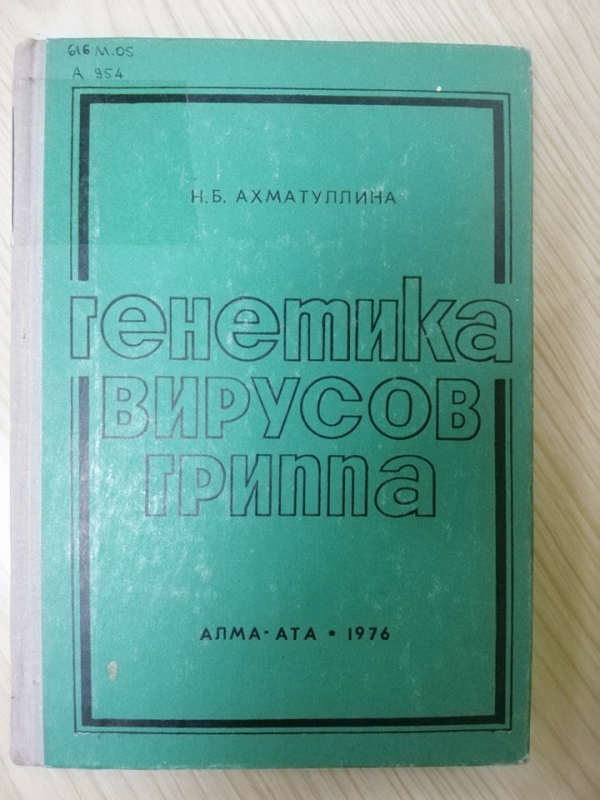 616 М.05
А 954
Н.Б. АХМАТУЛЛИНА
генетика
ВИРУСОВ
гриппа
АЛМА-АТА • 1976